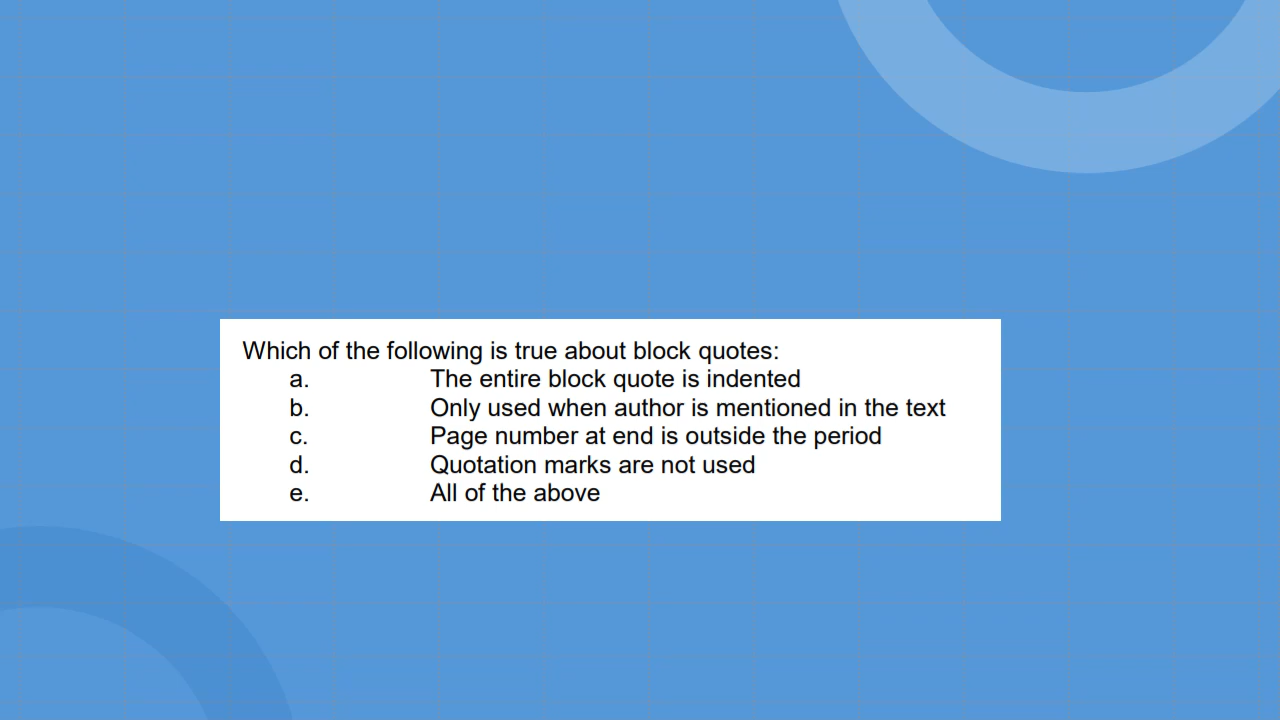 Which of the following is true about block quotes:
a. The entire block quote is indented
b. Only used when author is mentioned in the text
c. Page number at end is outside the period
d. Quotation marks are not used
e. All of the above